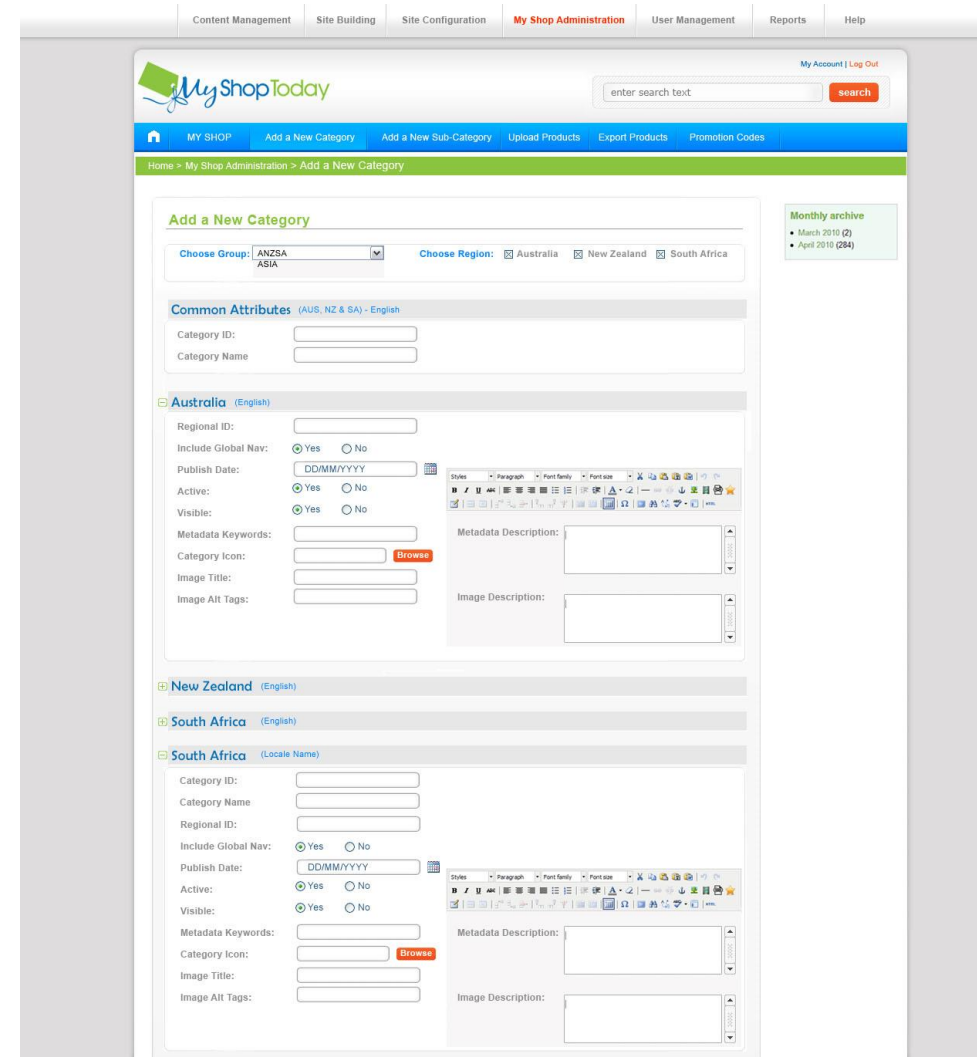 Content Management Site Building Site Configuration My Shop Administration User Management Reports Help
My Account | Log Out
MyShopToday
enter search text search
MY SHOP Add a New Category Add a New Sub-Category Upload Products Export Products Promotion Codes
Home > My Shop Administration > Add a New Category
Add a New Category
Monthly archive
March 2010 (2)
April 2010 (284)
Choose Group: ANZSA Choose Region: Australia New Zealand South Africa
ASIA
Common Attributes (AUS, NZ & SA) - English
Category ID:
Category Name
Australia (English)
Regional ID:
Include Global Nav: Yes No
Publish Date: DD/MM/YYYY
Active: Yes No
Visible: Yes No
Metadata Keywords:
Category Icon: Browse
Image Title:
Image Alt Tags:
Styles Paragraph Font family Font size
B I U ABC
HTML
Metadata Description:
Image Description:
New Zealand (English)
South Africa (English)
South Africa (Locale Name)
Category ID:
Category Name
Regional ID:
Include Global Nav: Yes No
Publish Date: DD/MM/YYYY
Active: Yes No
Visible: Yes No
Metadata Keywords:
Category Icon: Browse
Image Title:
Image Alt Tags:
Styles Paragraph Font family Font size
B I U ABC
HTML
Metadata Description:
Image Description: